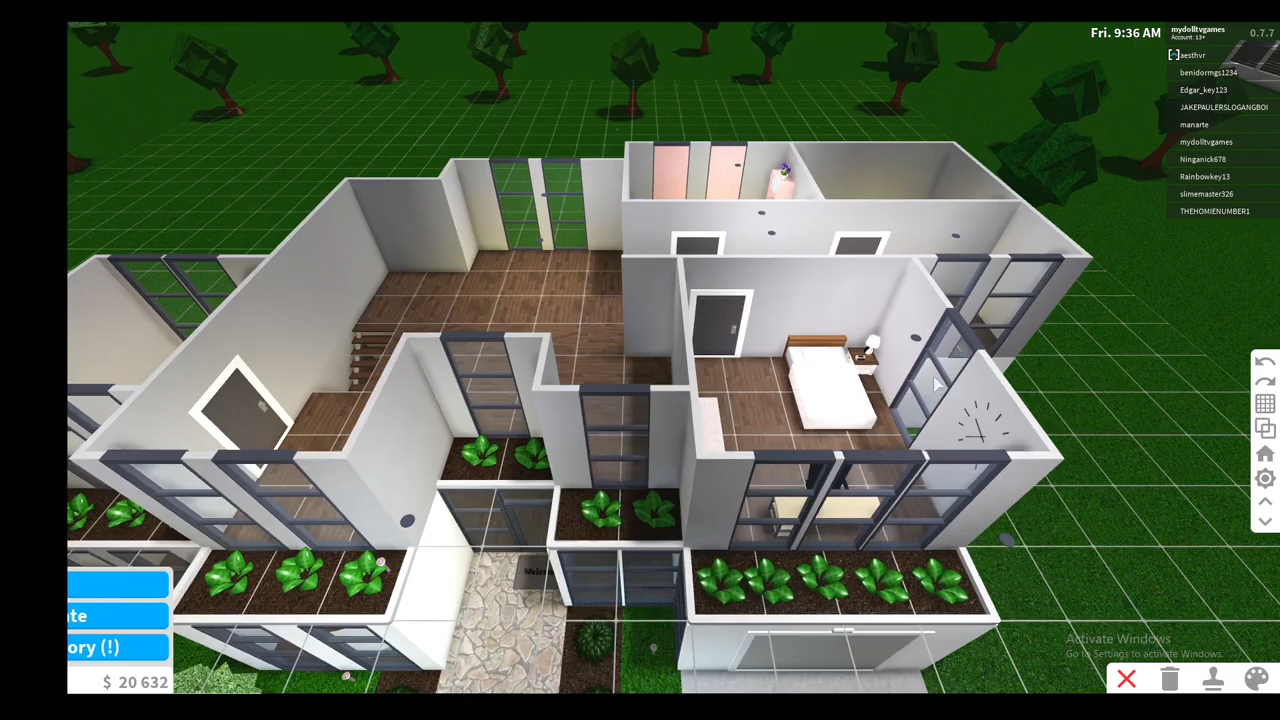 Fri. 9:36 AM
mydolltvgames
Account: 13+
0.7.7
aesthvr
benidormgs1234
Edgar_key123
JAKEPAULERSLOGANGBOI
manarte
mydolltvgames
Ninganick678
Rainbowkey13
slimemaster326
THEHOMIENUMBER1
Welcome
ate
ory (!)
$ 20 632
Activate Windows
Go to Settings to activate Windows.